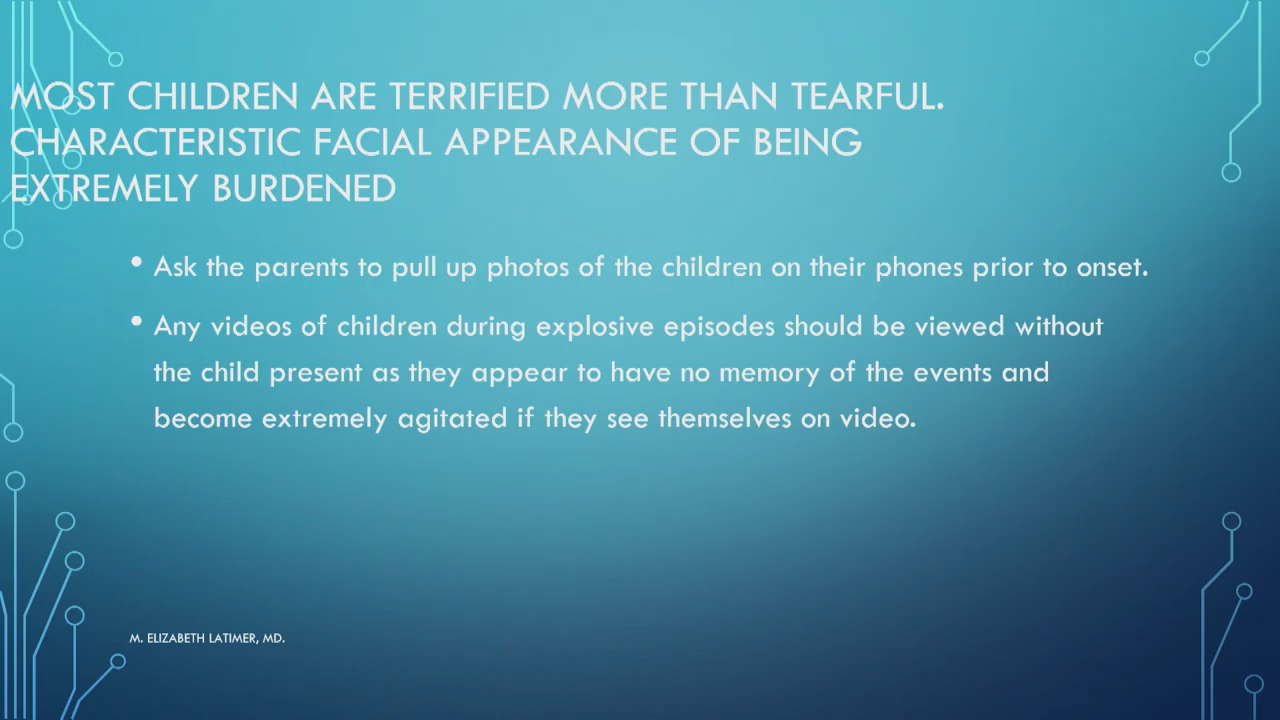 MOST CHILDREN ARE TERRIFIED MORE THAN TEARFUL.
CHARACTERISTIC FACIAL APPEARANCE OF BEING
EXTREMELY BURDENED
• Ask the parents to pull up photos of the children on their phones prior to onset.
• Any videos of children during explosive episodes should be viewed without
the child present as they appear to have no memory of the events and
become extremely agitated if they see themselves on video.
M. ELIZABETH LATIMER, MD.